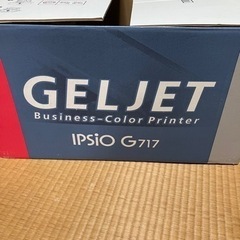 GELJET
Business-Color Printer
IPSiO G717